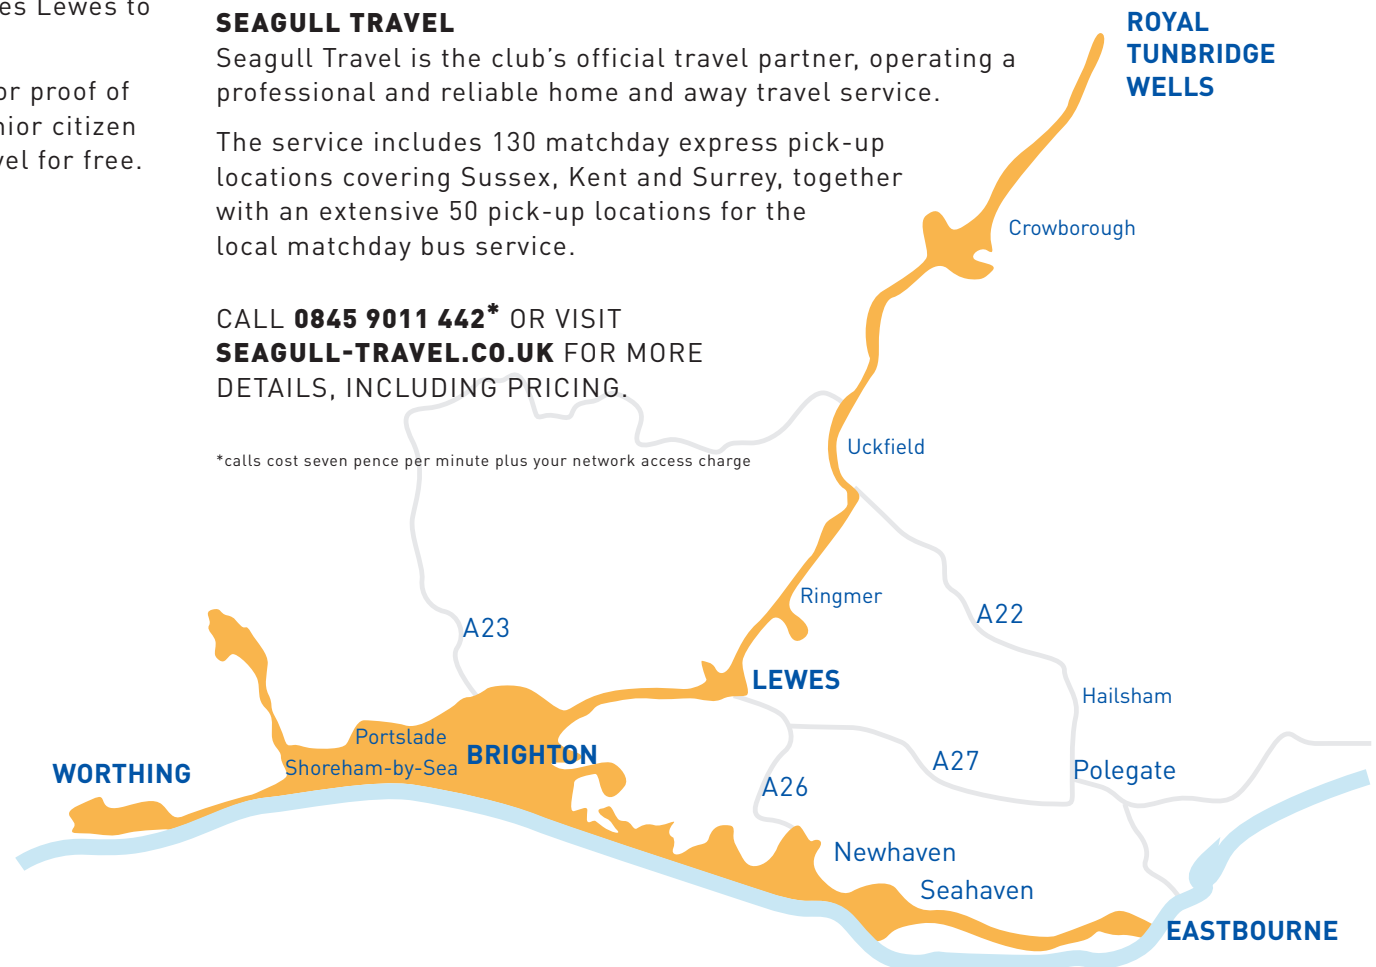 es Lewes to
or proof of
nior citizen
vel for free.
SEAGULL TRAVEL
Seagull Travel is the club's official travel partner, operating a
professional and reliable home and away travel service.
The service includes 130 matchday express pick-up
locations covering Sussex, Kent and Surrey, together
with an extensive 50 pick-up locations for the
local matchday bus service.
CALL 0845 9011 442* OR VISIT
SEAGULL-TRAVEL.CO.UK FOR MORE
DETAILS, INCLUDING PRICING.
*calls cost seven pence per minute plus your network access charge
ROYAL
TUNBRIDGE
WELLS
Crowborough
Uckfield
Ringmer
A22
A23
LEWES
Hailsham
Portslade
BRIGHTON
Shoreham-by-Sea
WORTHING
A27
Polegate
A26
Newhaven
Seahaven
EASTBOURNE